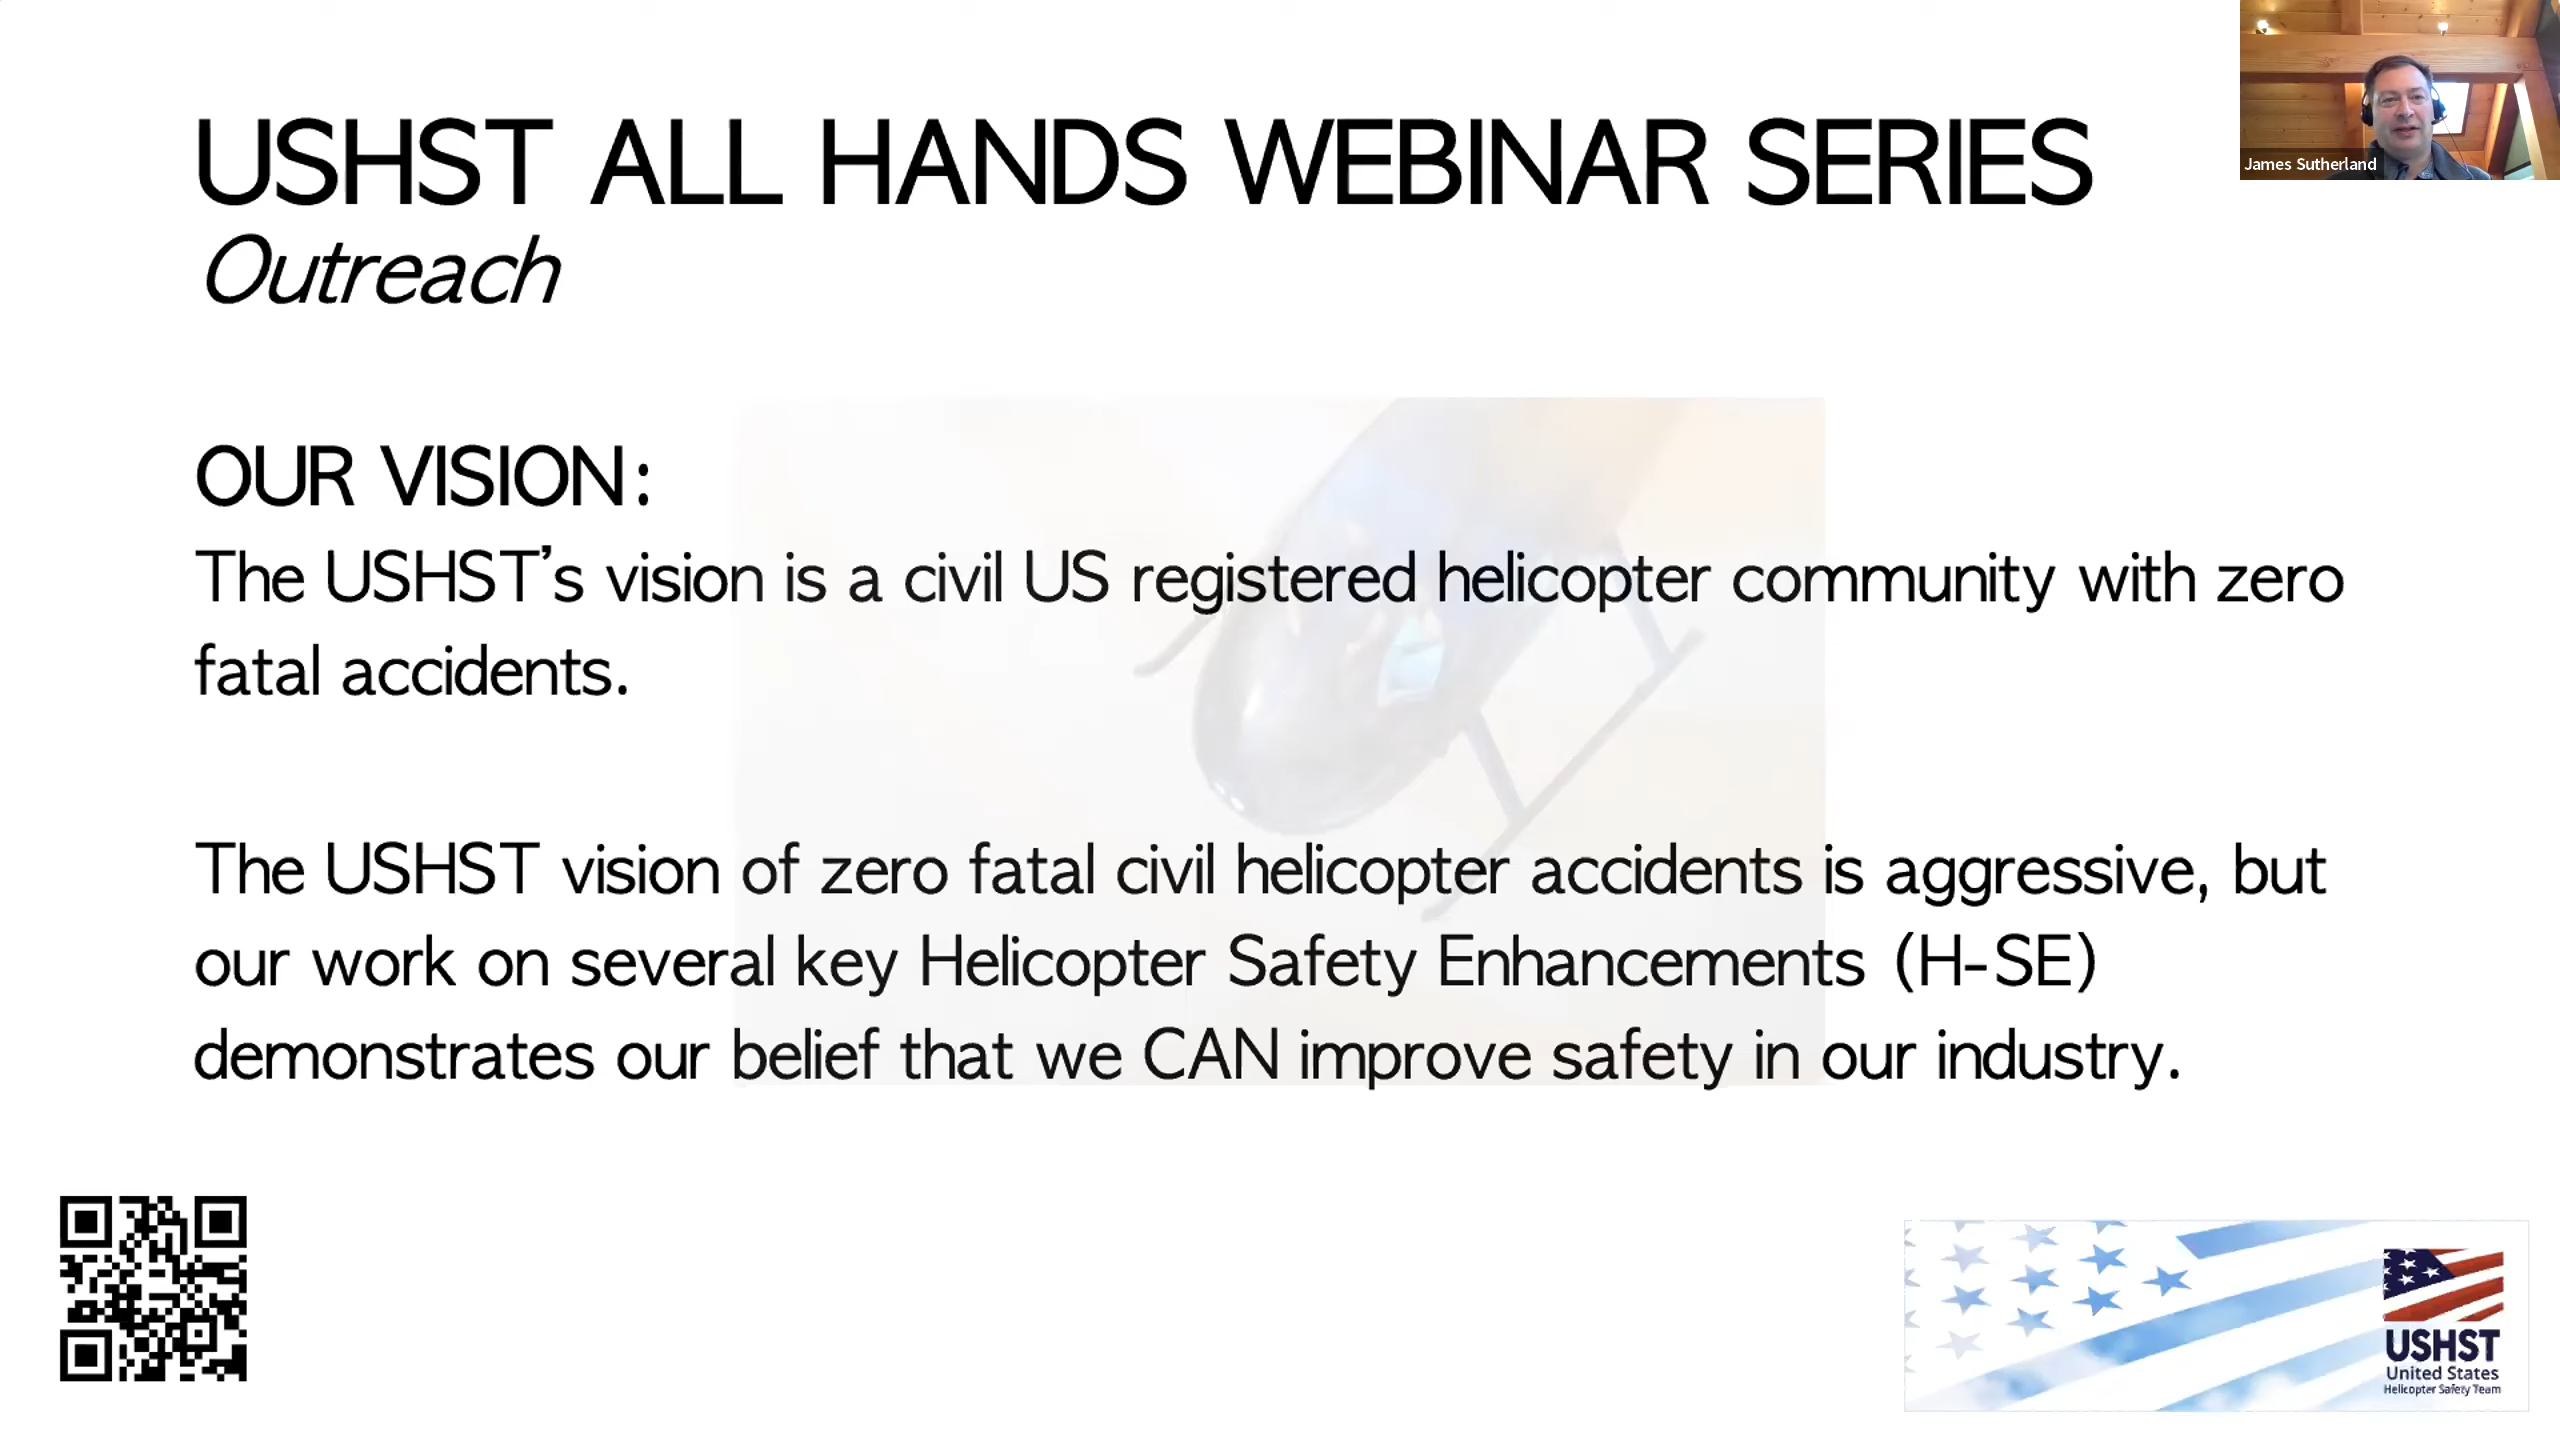 USHST ALL HANDS WEBINAR SERIES
Outreach
James Sutherland
OUR VISION:
The USHST's vision is a civil US registered helicopter community with zero
fatal accidents.
The USHST vision of zero fatal civil helicopter accidents is aggressive, but
our work on several key Helicopter Safety Enhancements (H-SE)
demonstrates our belief that we CAN improve safety in our industry.
USHST
United States
Helicopter Safety Team